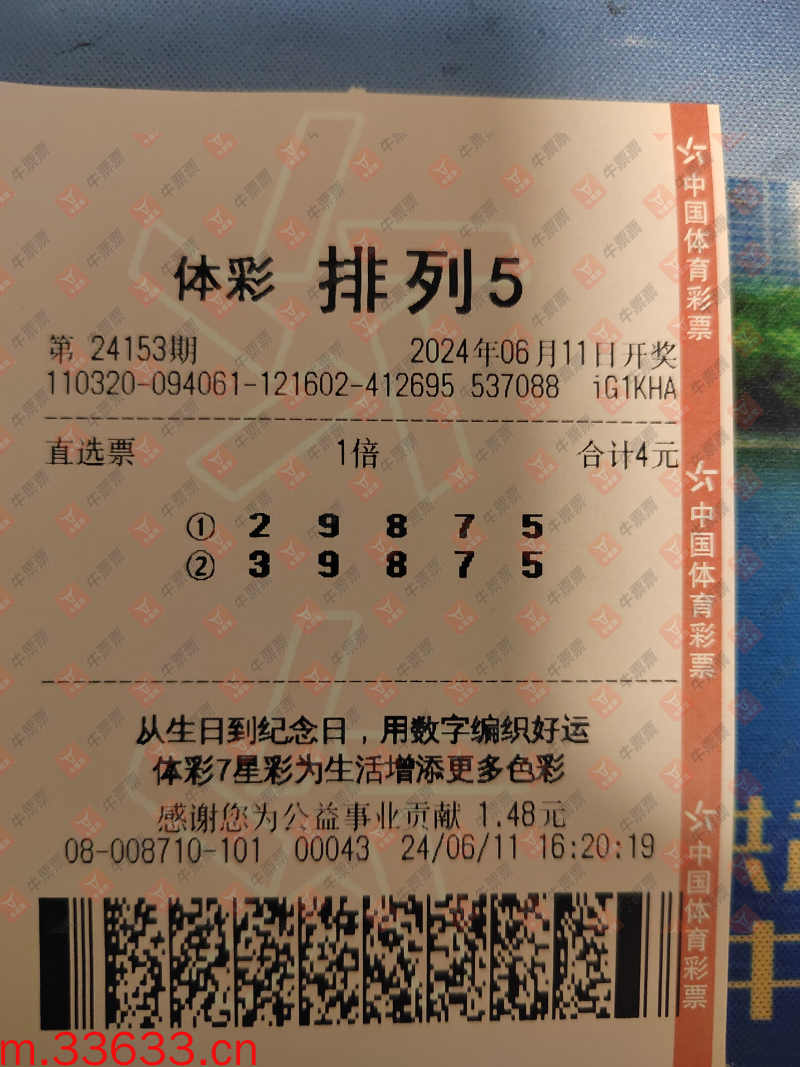 体彩 排列5
第 24153期 2024年06月11日开奖
110320-094061-121602-412695 537088 iG1KHA
直选票 1倍 合计4元
① 2 9 8 7 5
② 3 9 8 7 5
从生日到纪念日，用数字编织好运
体彩7星彩为生活增添更多色彩
感谢您为公益事业贡献 1.48元
08-008710-101 00043 24/06/11 16:20:19
中国体育彩票
中国体育彩票
中国体育彩票
牛票票
m.33633.cn